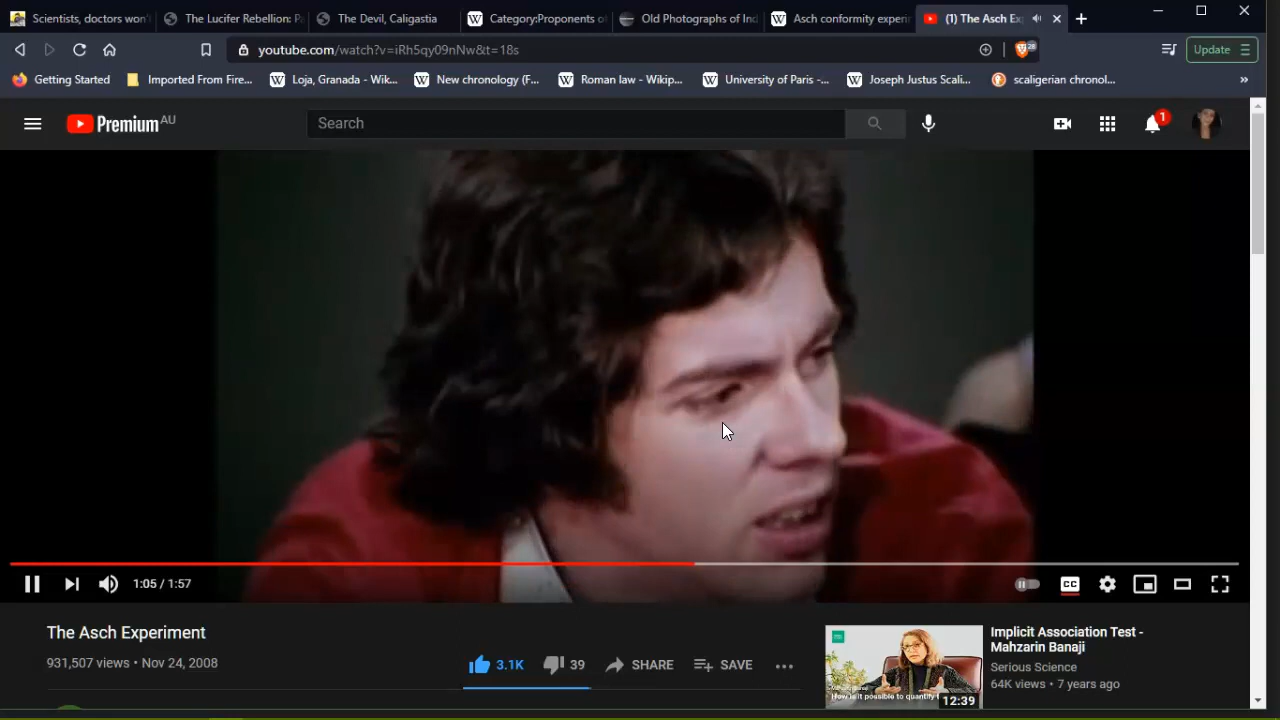 Scientists, doctors won'
The Lucifer Rebellion: Pa
The Devil, Caligastia
Category:Proponents o
Old Photographs of Ind
Asch conformity experi
(1) The Asch Ex
youtube.com/watch?v=iRh5qy09nNw&t=18s
28
Update
Getting Started
Imported From Fire...
Loja, Granada - Wik...
New chronology (F...
Roman law - Wikip...
University of Paris -...
Joseph Justus Scali...
scaligerian chronol...
Premium AU
Search
1
1:05 / 1:57
CC
The Asch Experiment
931,507 views • Nov 24, 2008
3.1K
39
SHARE
SAVE
Implicit Association Test -
Mahzarin Banaji
Serious Science
64K views • 7 years ago
12:39